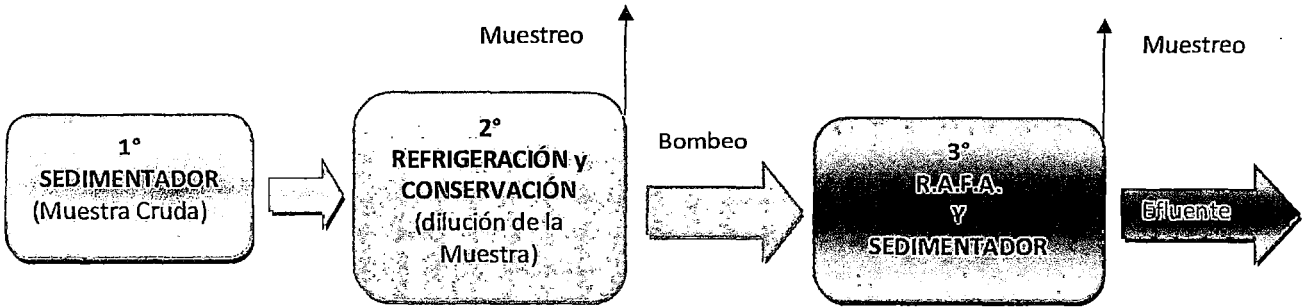 Muestreo
Muestreo
1°
SEDIMENTADOR
(Muestra Cruda)
2°
REFRIGERACIÓN y
CONSERVACIÓN
(dilución de la
Muestra)
Bombeo
3°
R.A.F.A.
Y
SEDIMENTADOR
Efluente